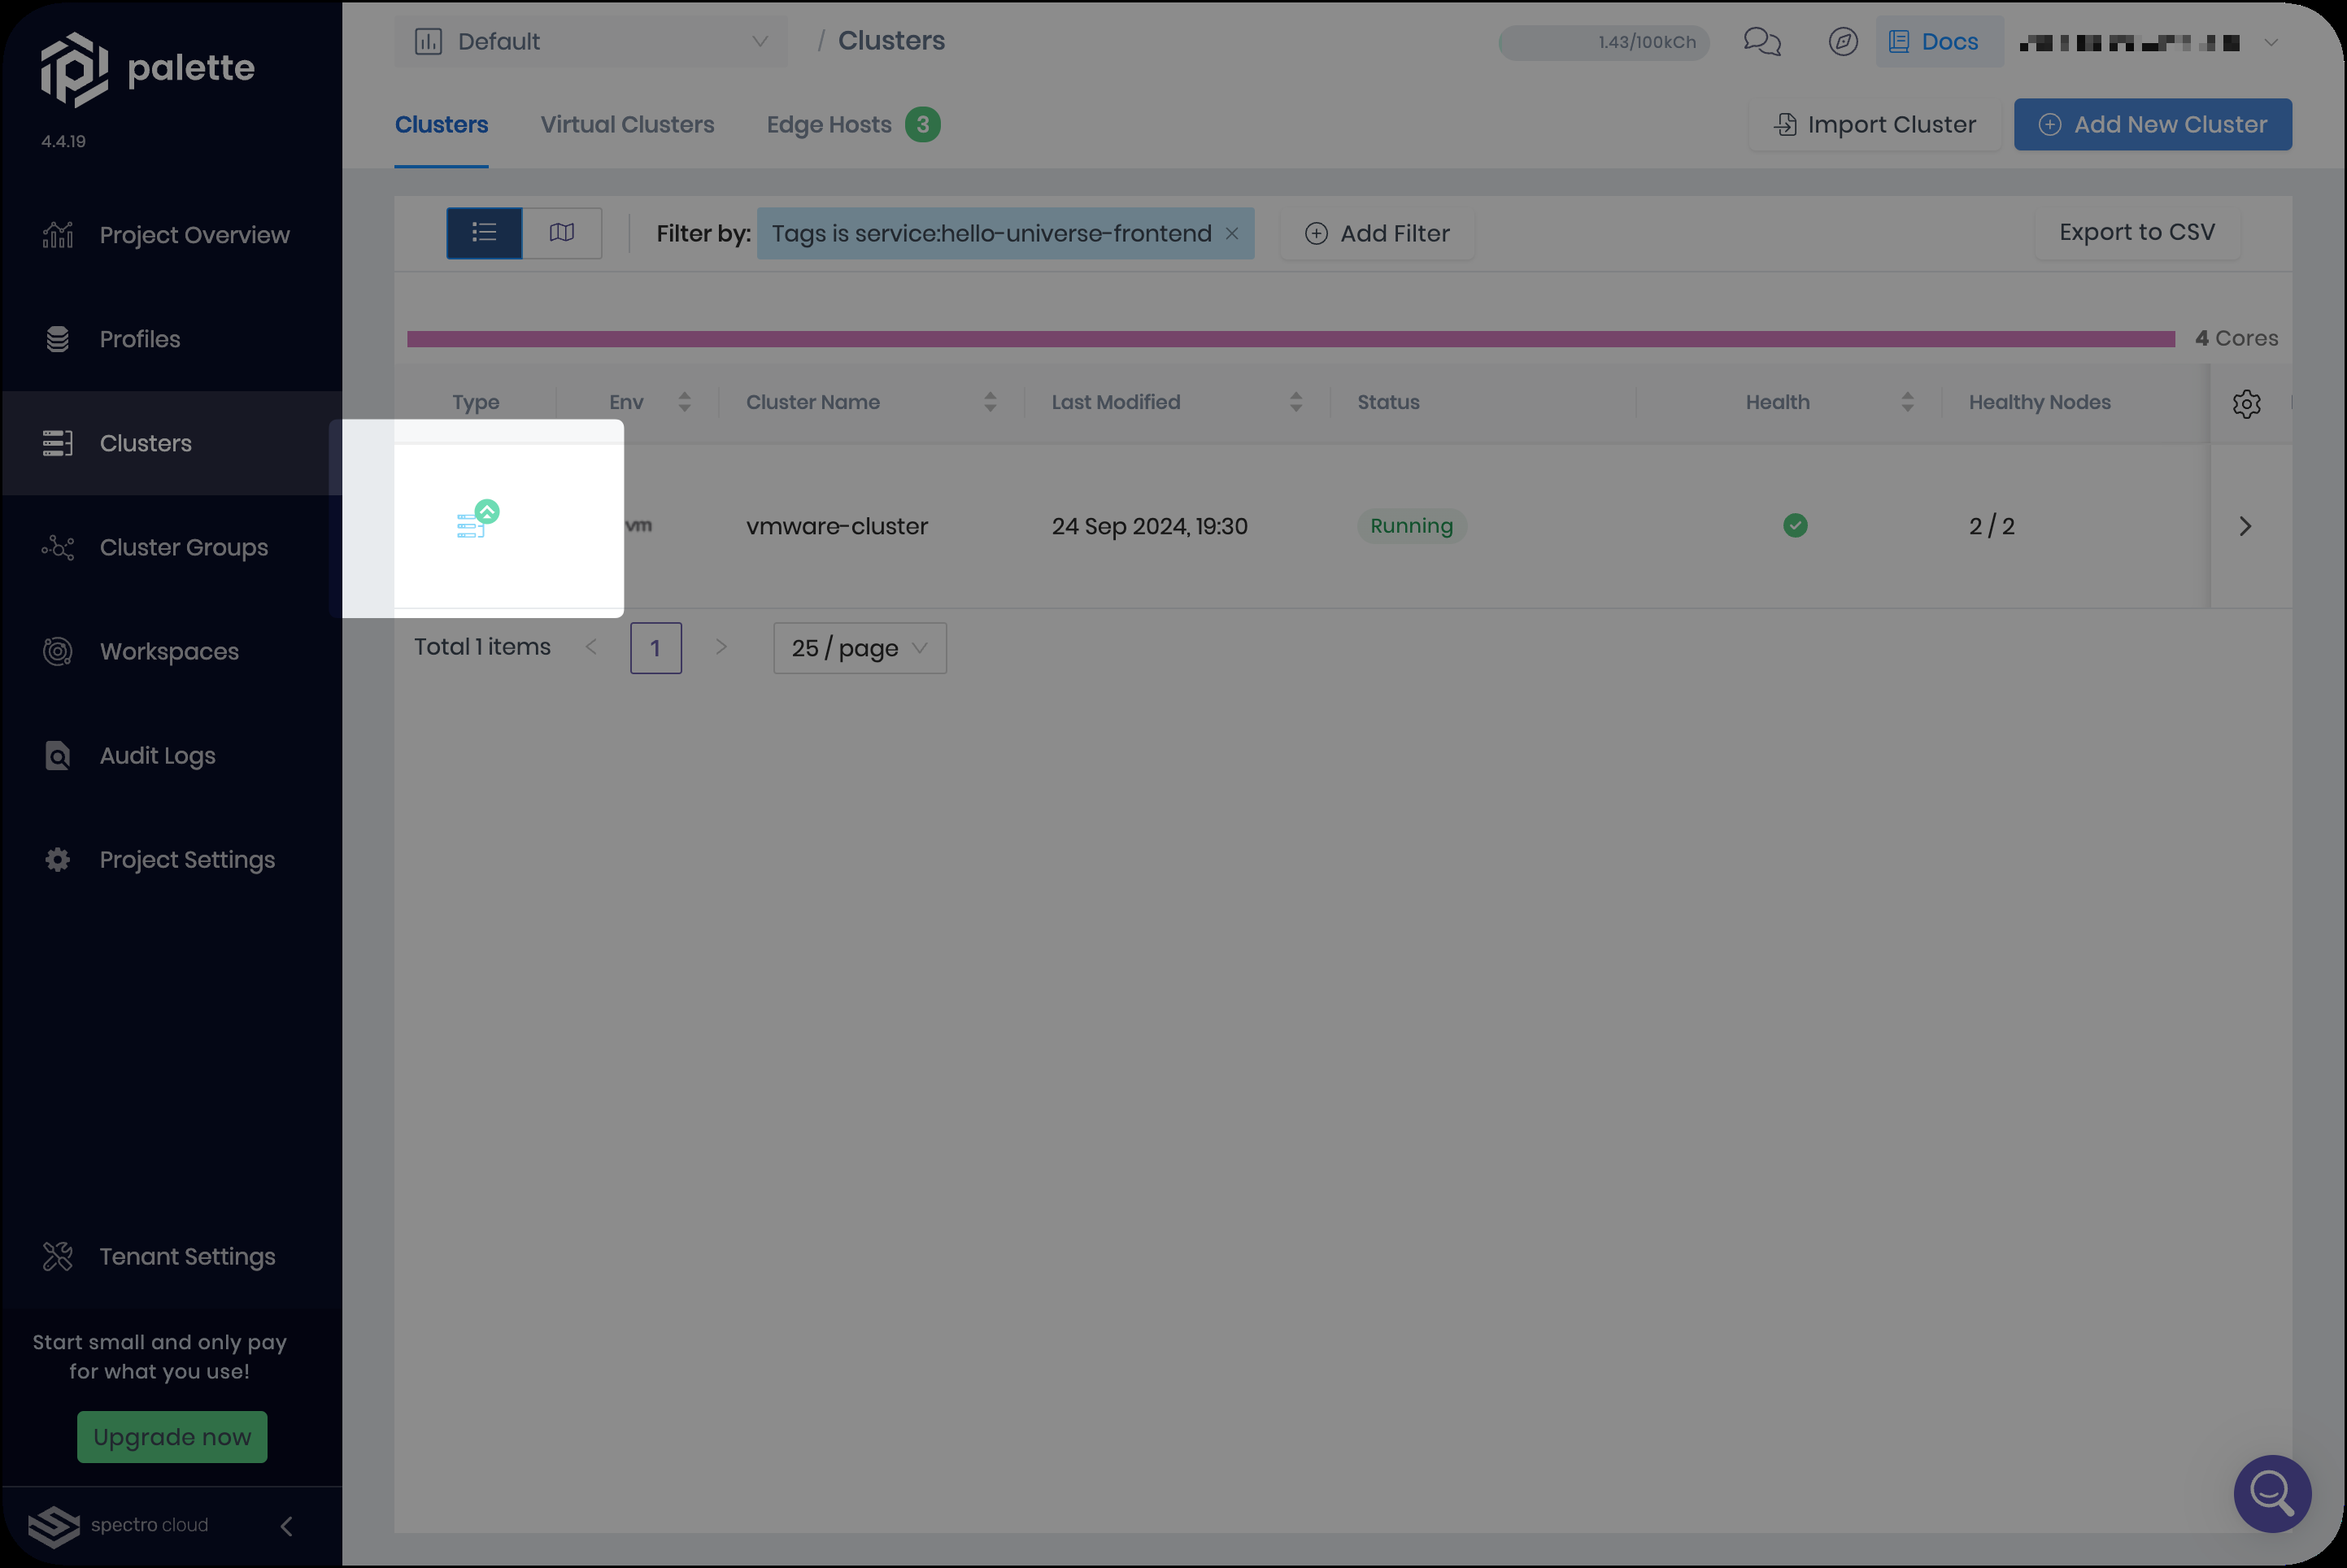 palette
4.4.19
Project Overview
Profiles
Clusters
Cluster Groups
Workspaces
Audit Logs
Project Settings
Tenant Settings
Start small and only pay
for what you use!
Upgrade now
spectro cloud
Default / Clusters 1.43/100kCh Docs
Clusters Virtual Clusters Edge Hosts 3 Import Cluster Add New Cluster
Filter by: Tags is service:hello-universe-frontend Add Filter Export to CSV
4 Cores
Type Env Cluster Name Last Modified Status Health Healthy Nodes
vm vmware-cluster 24 Sep 2024, 19:30 Running 2 / 2
Total 1 items 1 25 / page